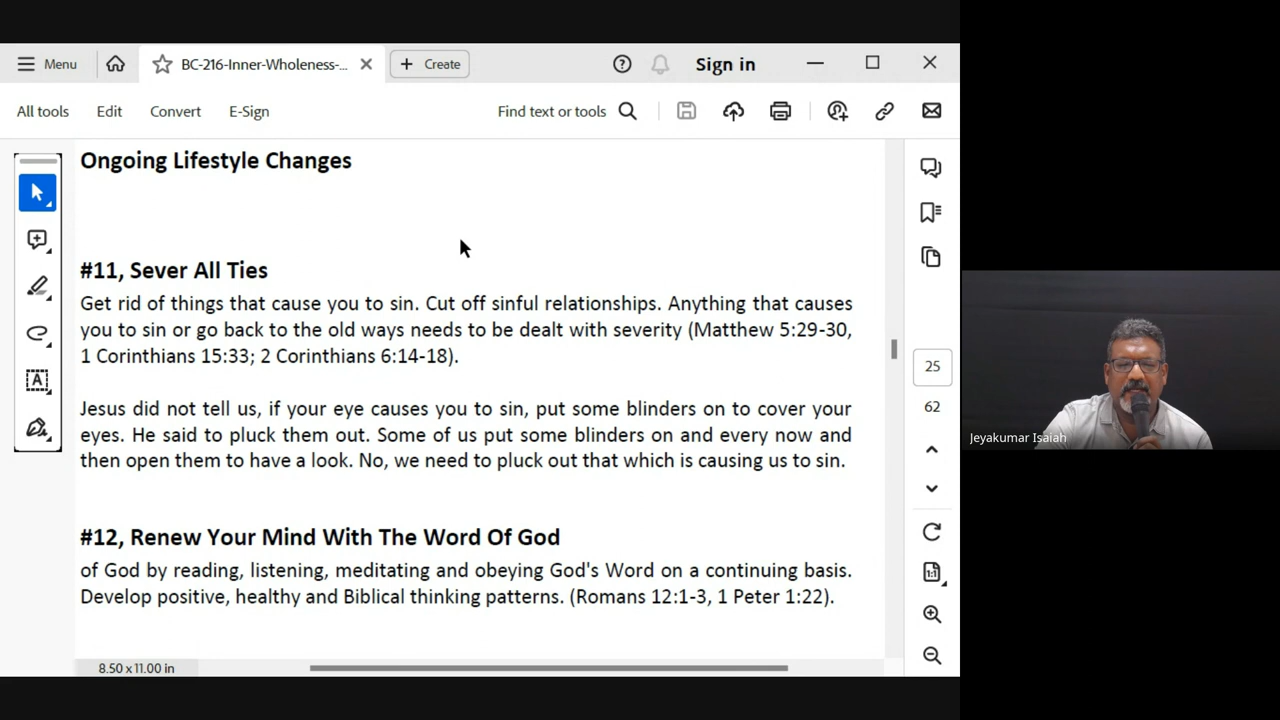 Menu
BC-216-Inner-Wholeness-...
Create
Sign in
All tools
Edit
Convert
E-Sign
Find text or tools
Ongoing Lifestyle Changes
#11, Sever All Ties
Get rid of things that cause you to sin. Cut off sinful relationships. Anything that causes
you to sin or go back to the old ways needs to be dealt with severity (Matthew 5:29-30,
1 Corinthians 15:33; 2 Corinthians 6:14-18).
Jesus did not tell us, if your eye causes you to sin, put some blinders on to cover your
eyes. He said to pluck them out. Some of us put some blinders on and every now and
then open them to have a look. No, we need to pluck out that which is causing us to sin.
#12, Renew Your Mind With The Word Of God
of God by reading, listening, meditating and obeying God's Word on a continuing basis.
Develop positive, healthy and Biblical thinking patterns. (Romans 12:1-3, 1 Peter 1:22).
8.50 x 11.00 in
25
62
1:1
Jeyakumar Isaiah